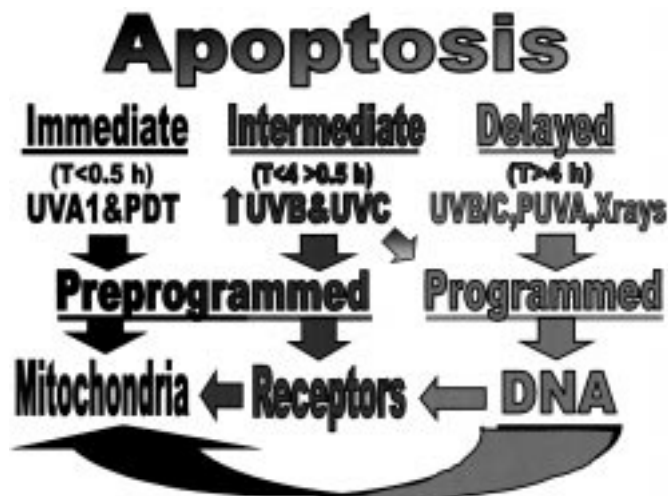 Apoptosis
Immediate Intermediate Delayed
(T<0.5 h) (T<4 >0.5 h) (T>4 h)
UVA1&PDT ↑UVB&UVC UVB/C,PUVA,Xrays
Preprogrammed Programmed
Mitochondria Receptors DNA